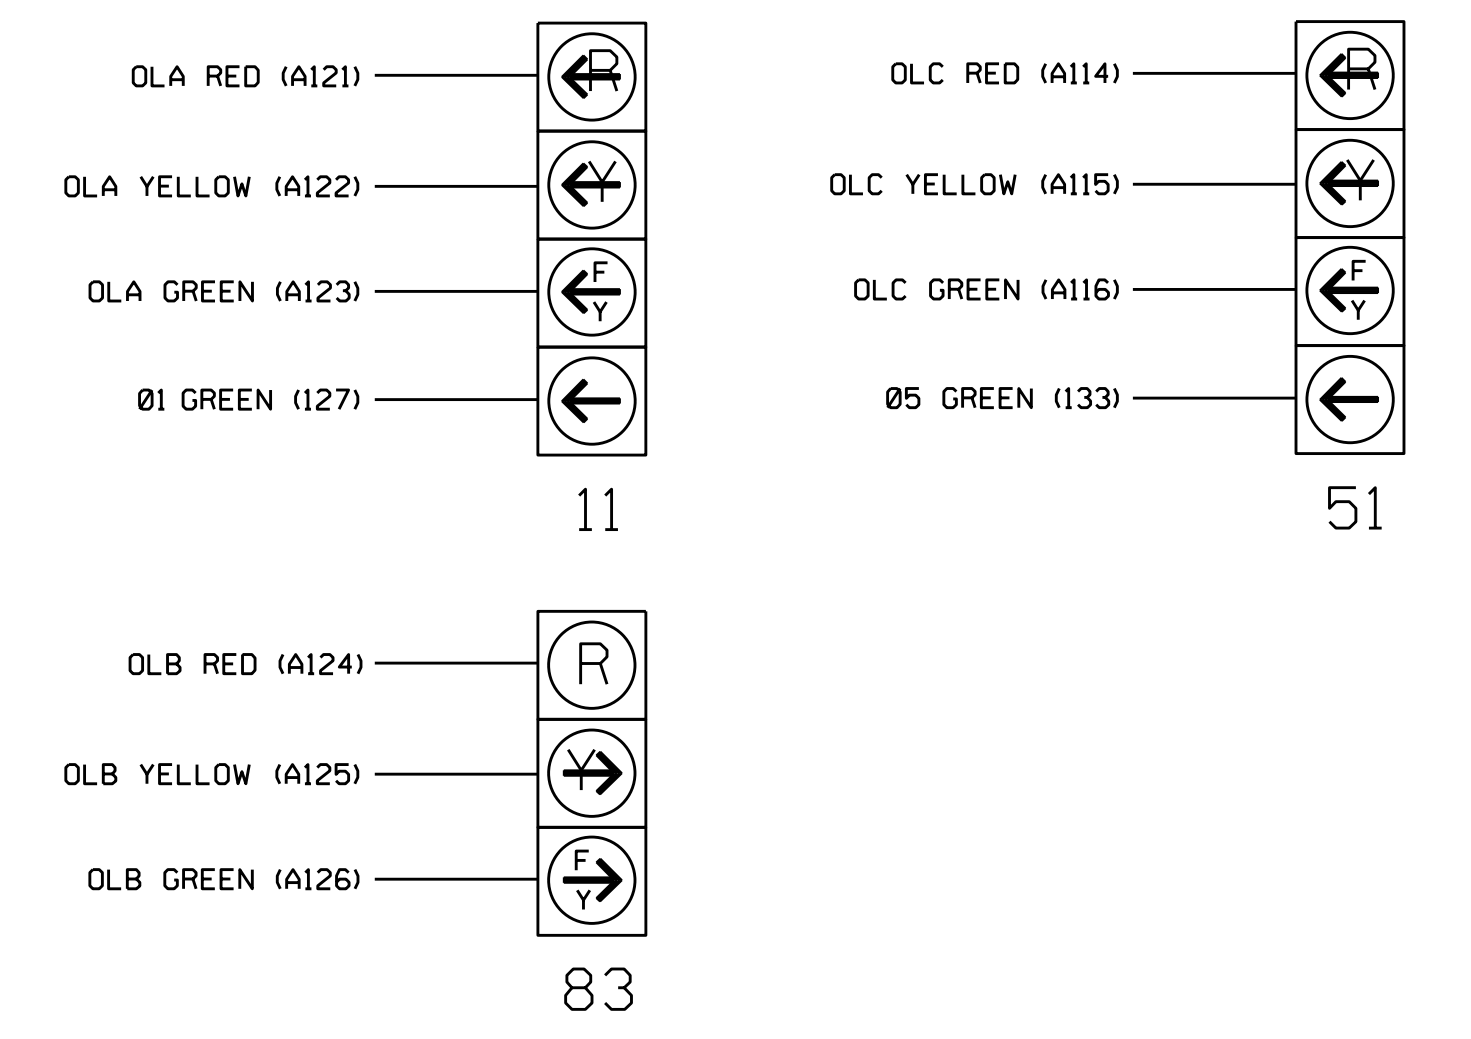 OLA RED (A121)
R
OLA YELLOW (A122)
Y
OLA GREEN (A123)
F
Y
Ø1 GREEN (127)
11
OLC RED (A114)
R
OLC YELLOW (A115)
Y
OLC GREEN (A116)
F
Y
Ø5 GREEN (133)
51
OLB RED (A124)
R
OLB YELLOW (A125)
Y
OLB GREEN (A126)
F
Y
83